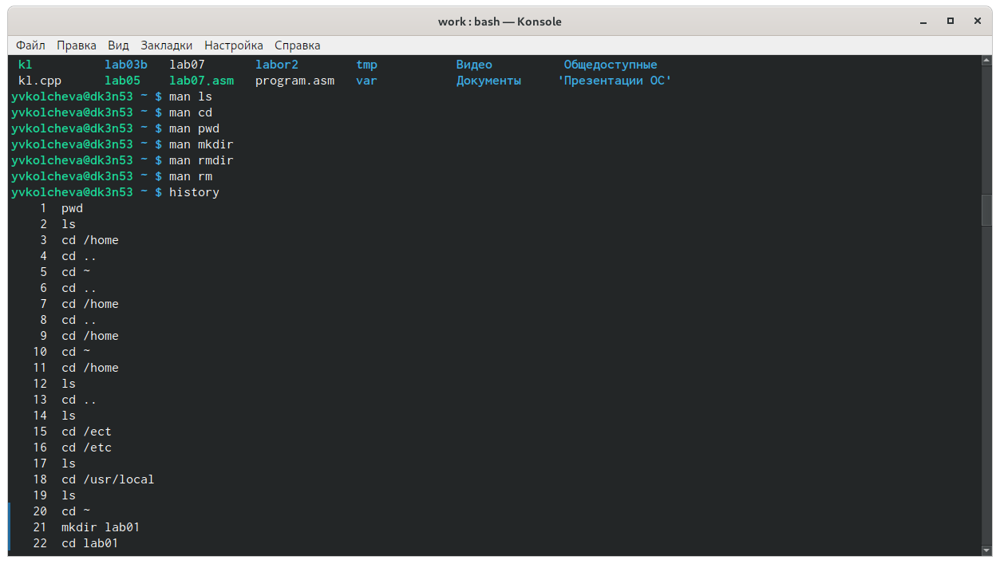 work : bash — Konsole
Файл Правка Вид Закладки Настройка Справка
kl lab03b lab07 labor2 tmp Видео Общедоступные
kl.cpp lab05 lab07.asm program.asm var Документы 'Презентации ОС'
yvkolcheva@dk3n53 ~ $ man ls
yvkolcheva@dk3n53 ~ $ man cd
yvkolcheva@dk3n53 ~ $ man pwd
yvkolcheva@dk3n53 ~ $ man mkdir
yvkolcheva@dk3n53 ~ $ man rmdir
yvkolcheva@dk3n53 ~ $ man rm
yvkolcheva@dk3n53 ~ $ history
1 pwd
2 ls
3 cd /home
4 cd ..
5 cd ~
6 cd ..
7 cd /home
8 cd ..
9 cd /home
10 cd ~
11 cd /home
12 ls
13 cd ..
14 ls
15 cd /ect
16 cd /etc
17 ls
18 cd /usr/local
19 ls
20 cd ~
21 mkdir lab01
22 cd lab01